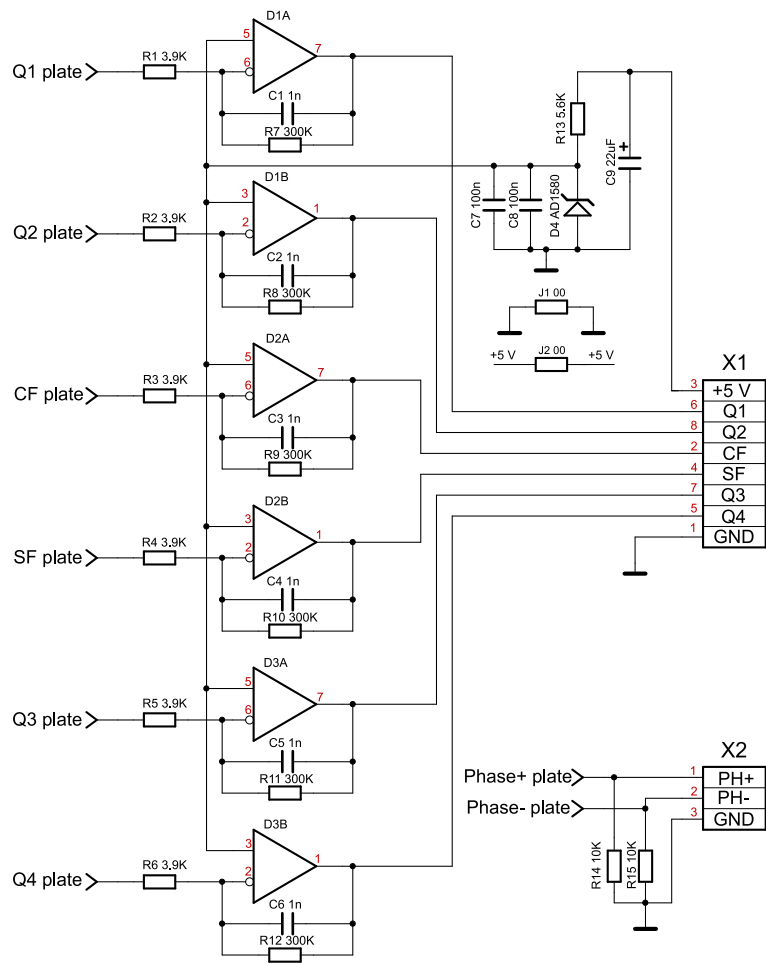 D1A
R1 3.9K
5
7
Q1 plate
6
C1 1n
R7 300K
R13 5.6K
+
C9 22uF
D1B
C7 100n
C8 100n
D4 AD1580
R2 3.9K
3
1
Q2 plate
2
C2 1n
R8 300K
J1 00
D2A
J2 00
+5 V
+5 V
X1
R3 3.9K
5
7
CF plate
6
C3 1n
R9 300K
3 +5 V
6 Q1
8 Q2
2 CF
4 SF
7 Q3
5 Q4
1 GND
D2B
R4 3.9K
3
1
SF plate
2
C4 1n
R10 300K
D3A
R5 3.9K
5
7
Q3 plate
6
C5 1n
R11 300K
X2
Phase+ plate
1 PH+
Phase- plate
2 PH-
3 GND
R14 10K
R15 10K
D3B
R6 3,9K
3
1
Q4 plate
2
C6 1n
R12 300K